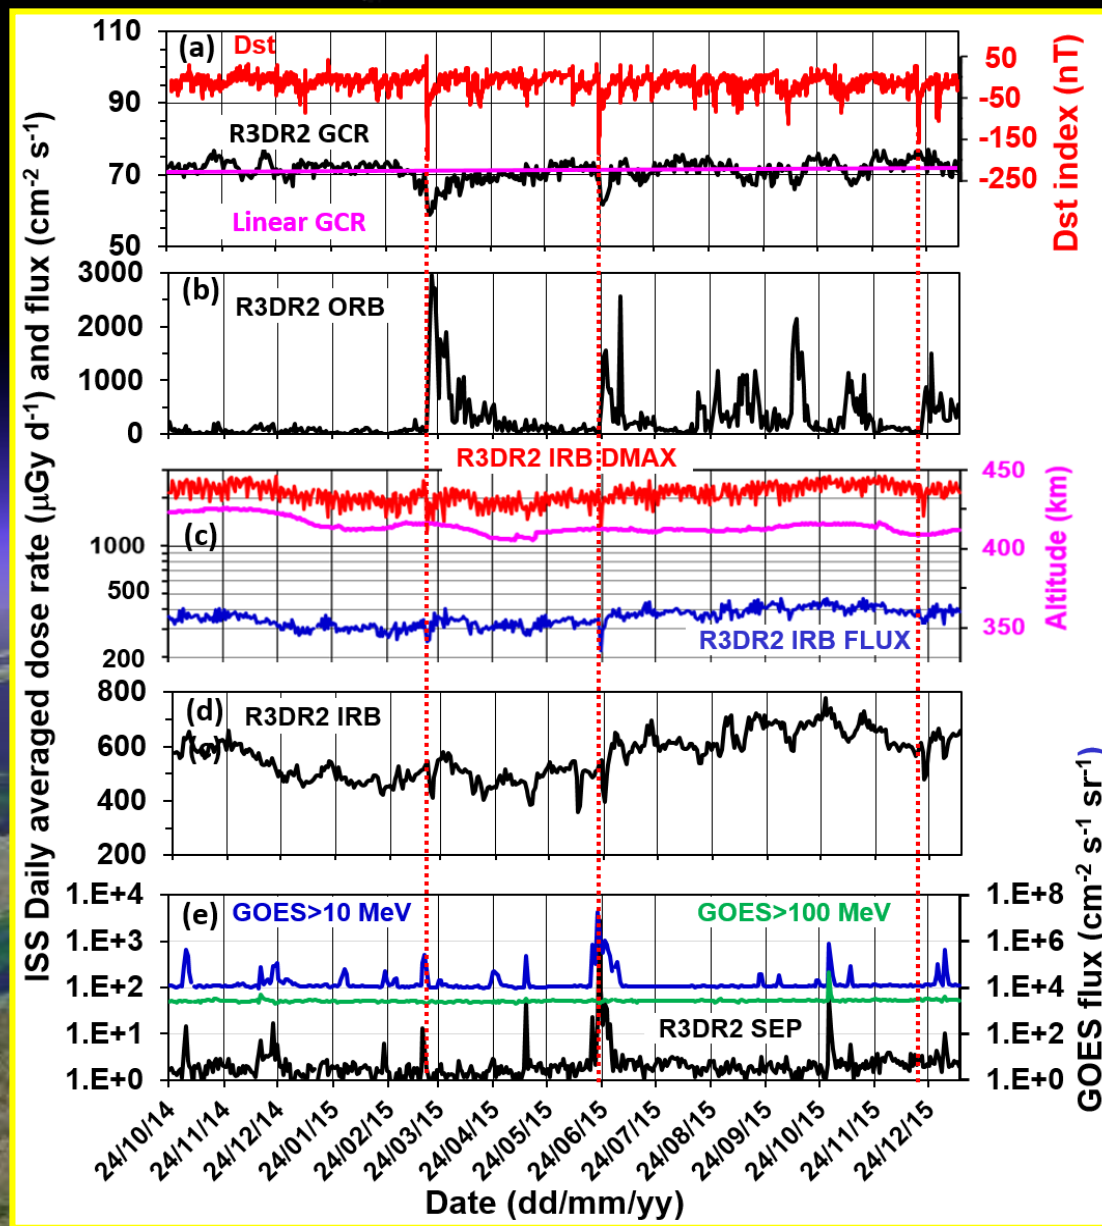 ISS Daily averaged dose rate (µGy d⁻¹) and flux (cm⁻² s⁻¹)
110
90
70
50
(a)
Dst
R3DR2 GCR
Linear GCR
50
-50
-150
-250
Dst index (nT)
3000
2000
1000
0
(b)
R3DR2 ORB
1000
500
200
R3DR2 IRB DMAX
(c)
R3DR2 IRB FLUX
450
400
350
Altitude (km)
800
600
400
200
(d)
R3DR2 IRB
1.E+4
1.E+3
1.E+2
1.E+1
1.E+0
(e)
GOES>10 MeV
GOES>100 MeV
R3DR2 SEP
1.E+8
1.E+6
1.E+4
1.E+2
1.E+0
GOES flux (cm⁻² s⁻¹ sr⁻¹)
24/10/14
24/11/14
24/12/14
24/01/15
24/02/15
24/03/15
24/04/15
24/05/15
24/06/15
24/07/15
24/08/15
24/09/15
24/10/15
24/11/15
24/12/15
Date (dd/mm/yy)